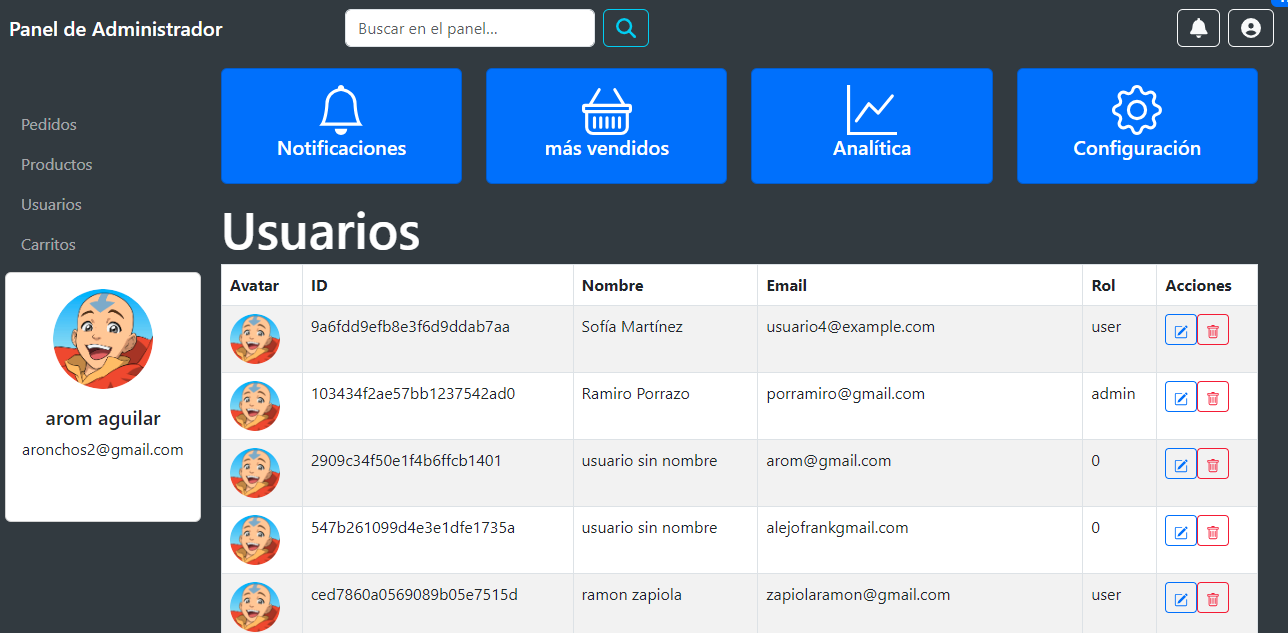 Panel de Administrador
Buscar en el panel...
Notificaciones
más vendidos
Analítica
Configuración
Pedidos
Productos
Usuarios
Carritos
arom aguilar
aronchos2@gmail.com
Usuarios
Avatar ID Nombre Email Rol Acciones
9a6fdd9efb8e3f6d9ddab7aa Sofía Martínez usuario4@example.com user
103434f2ae57bb1237542ad0 Ramiro Porrazo porramiro@gmail.com admin
2909c34f50e1f4b6ffcb1401 usuario sin nombre arom@gmail.com 0
547b261099d4e3e1dfe1735a usuario sin nombre alejofrankgmail.com 0
ced7860a0569089b05e7515d ramon zapiola zapiolaramon@gmail.com user